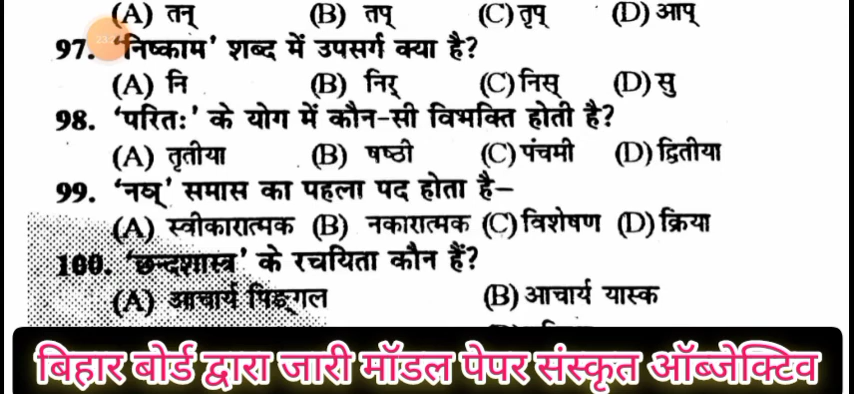 (A) तन् (B) तप् (C) तृप् (D) आप्
97. 'निष्काम' शब्द में उपसर्ग क्या है?
(A) नि (B) निर् (C) निस् (D) सु
98. 'परितः' के योग में कौन-सी विभक्ति होती है?
(A) तृतीया (B) षष्ठी (C) पंचमी (D) द्वितीया
99. 'नञ्' समास का पहला पद होता है–
(A) स्वीकारात्मक (B) नकारात्मक (C) विशेषण (D) क्रिया
100. 'छन्दशास्त्र' के रचयिता कौन हैं?
(A) आचार्य पिङ्गल (B) आचार्य यास्क
बिहार बोर्ड द्वारा जारी मॉडल पेपर संस्कृत ऑब्जेक्टिव